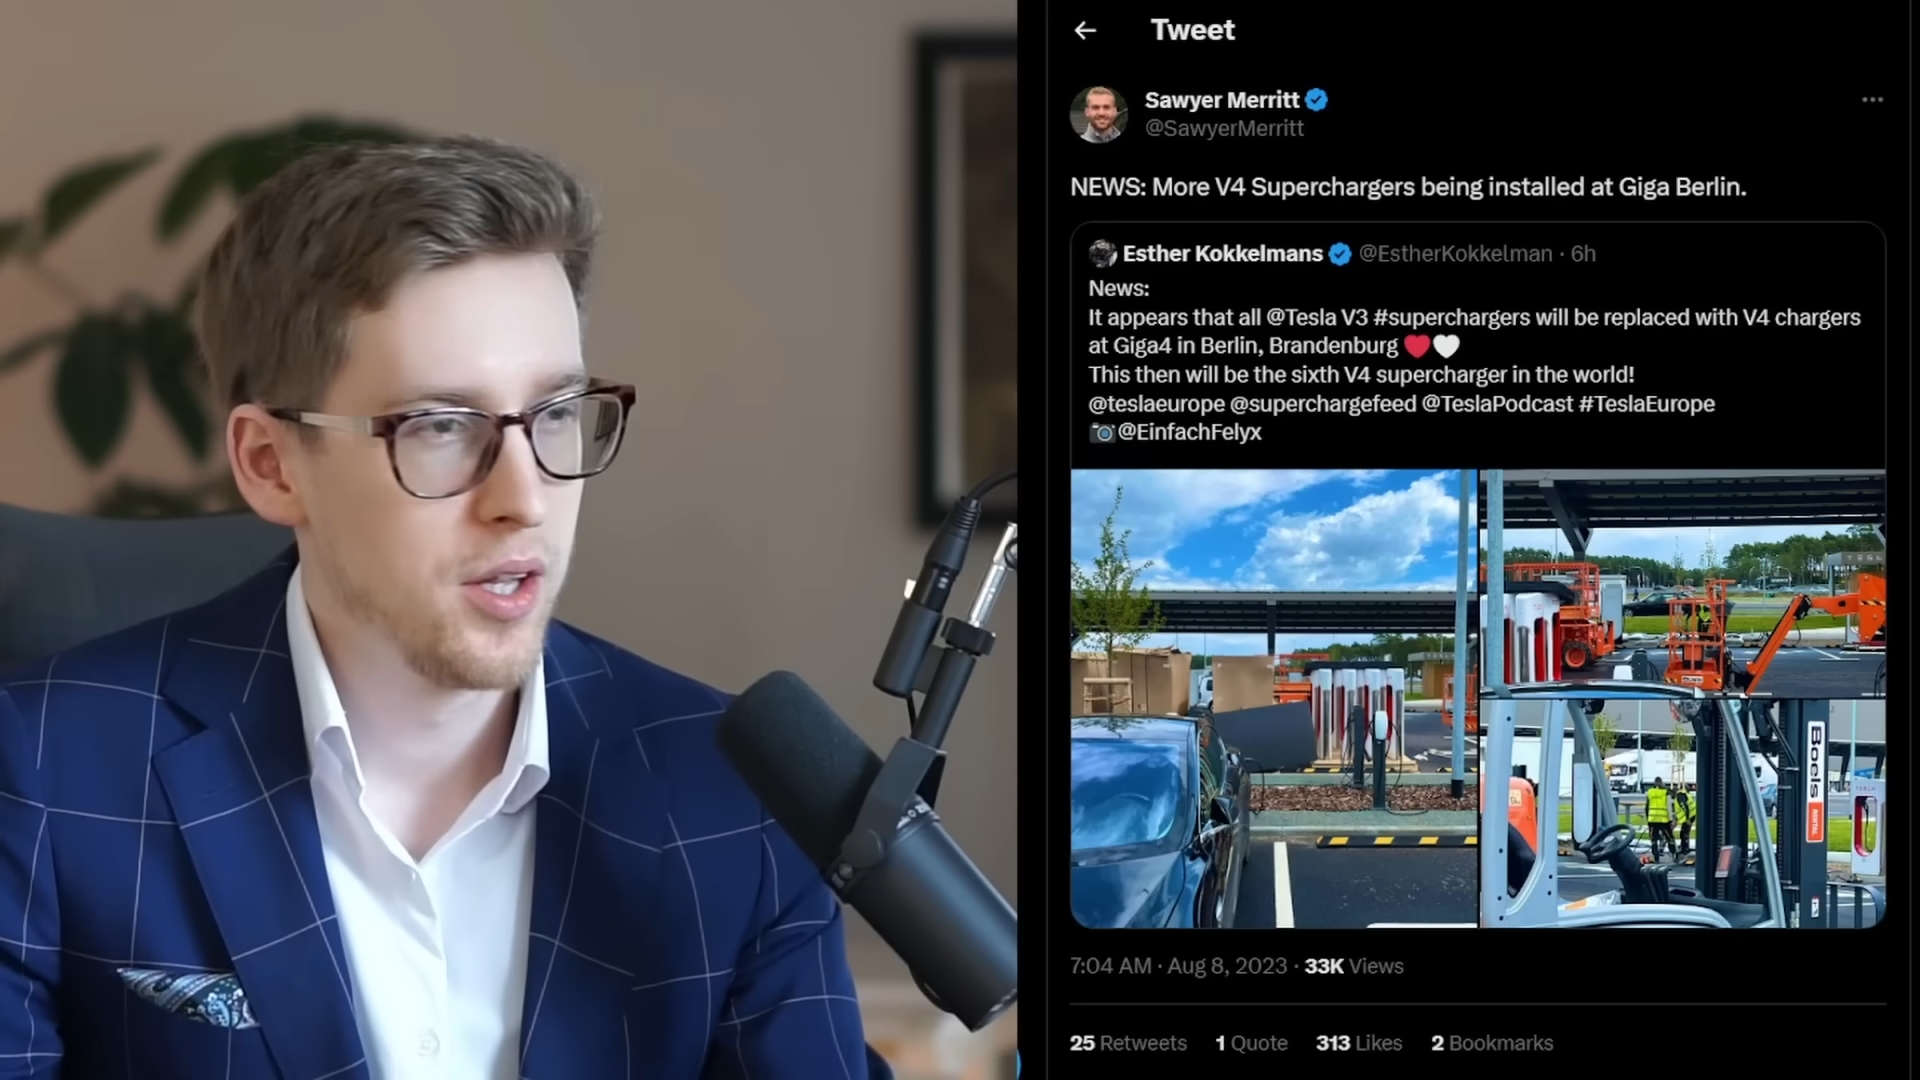 Tweet
Sawyer Merritt
@SawyerMerritt
NEWS: More V4 Superchargers being installed at Giga Berlin.
Esther Kokkelmans @EstherKokkelman · 6h
News:
It appears that all @Tesla V3 #superchargers will be replaced with V4 chargers
at Giga4 in Berlin, Brandenburg ❤️🤍
This then will be the sixth V4 supercharger in the world!
@teslaeurope @superchargefeed @TeslaPodcast #TeslaEurope
📷@EinfachFelyx
TESLA
Boels
RENTAL
TESLA
7:04 AM · Aug 8, 2023 · 33K Views
25 Retweets 1 Quote 313 Likes 2 Bookmarks